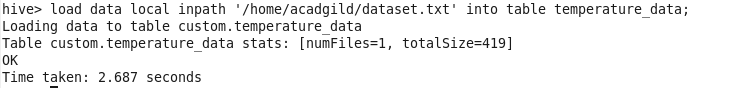 hive> load data local inpath '/home/acadgild/dataset.txt' into table temperature_data;
Loading data to table custom.temperature_data
Table custom.temperature_data stats: [numFiles=1, totalSize=419]
OK
Time taken: 2.687 seconds